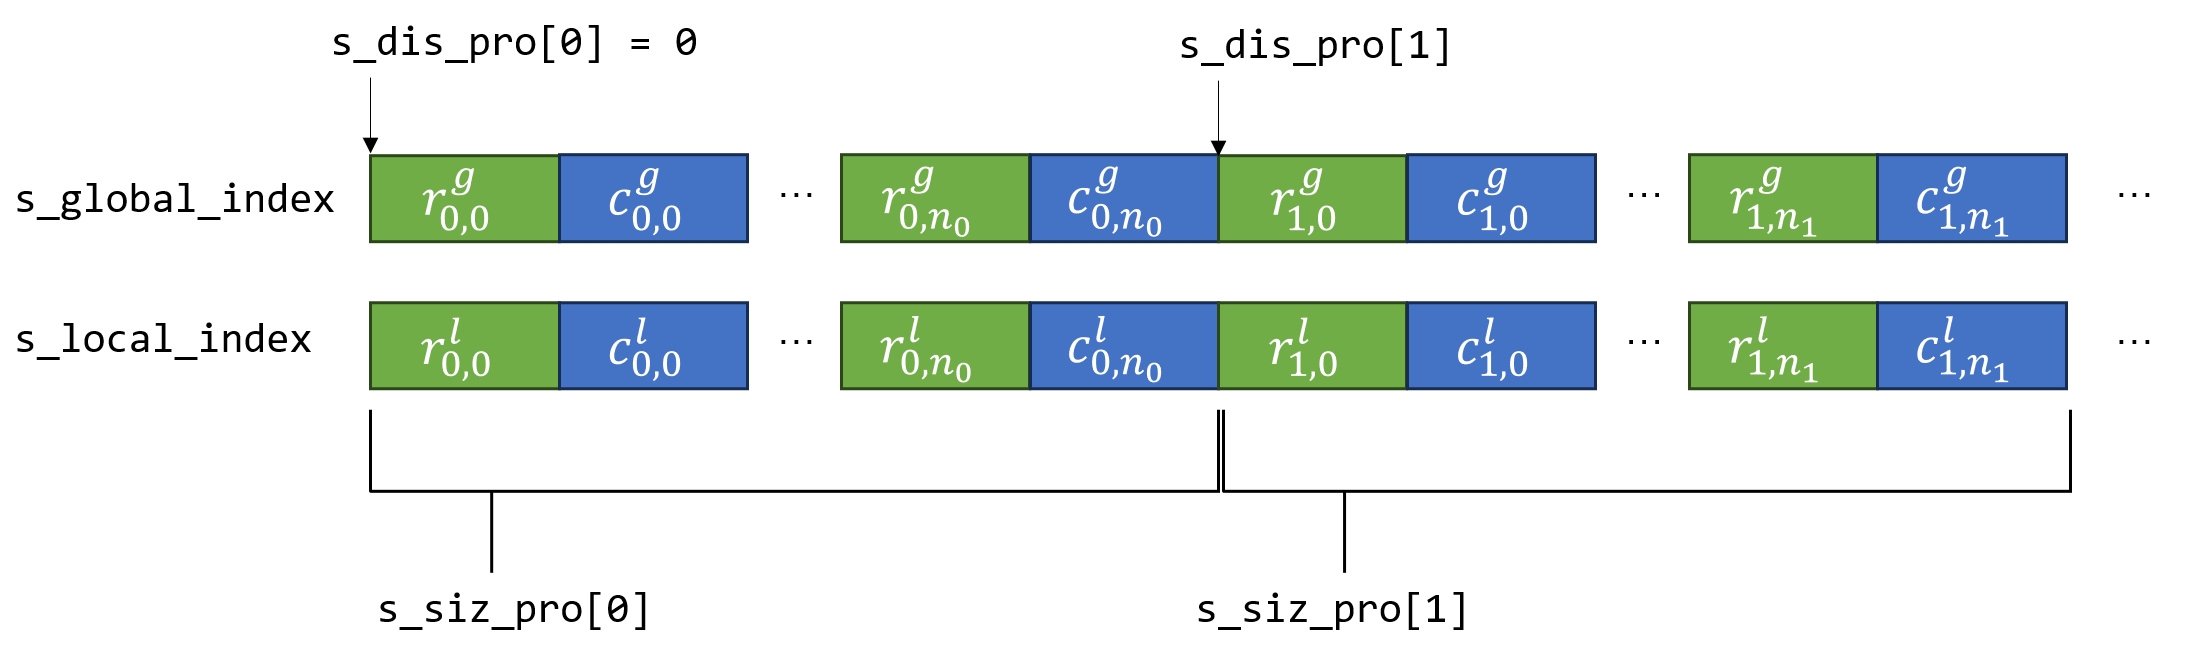 s_dis_pro[0] = 0 s_dis_pro[1]
s_global_index r^g_{0,0} c^g_{0,0} ⋯ r^g_{0,n_0} c^g_{0,n_0} r^g_{1,0} c^g_{1,0} ⋯ r^g_{1,n_1} c^g_{1,n_1} ⋯
s_local_index r^l_{0,0} c^l_{0,0} ⋯ r^l_{0,n_0} c^l_{0,n_0} r^l_{1,0} c^l_{1,0} ⋯ r^l_{1,n_1} c^l_{1,n_1} ⋯
s_siz_pro[0] s_siz_pro[1]